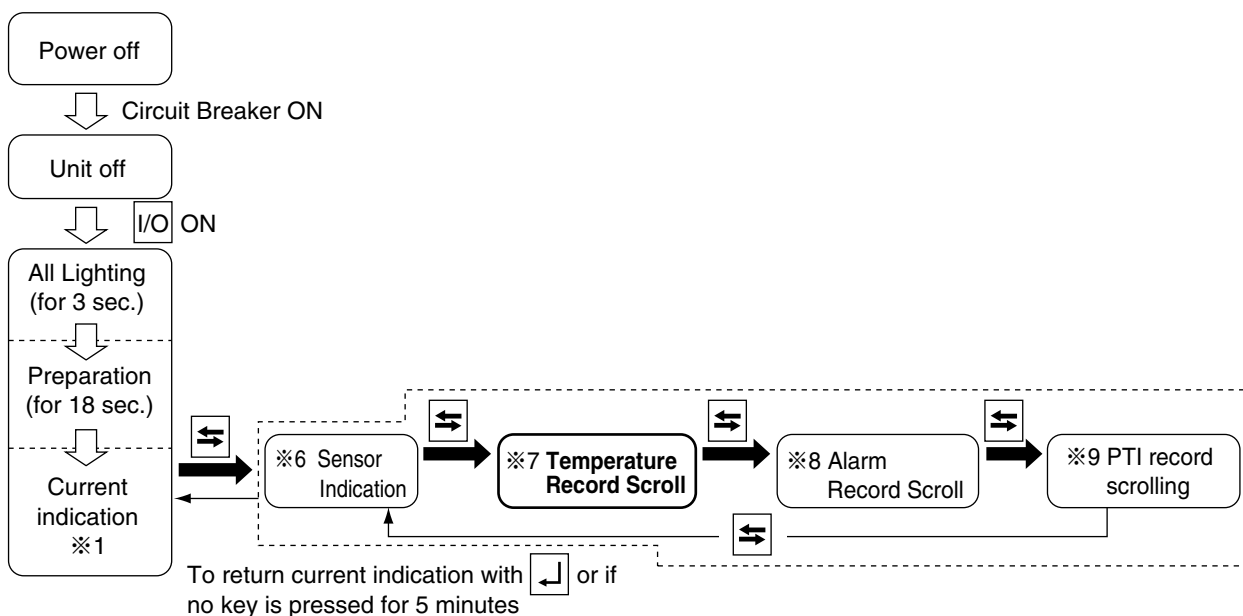 Power off
Circuit Breaker ON
Unit off
I/O ON
All Lighting
(for 3 sec.)
Preparation
(for 18 sec.)
Current
indication
※1
※6 Sensor
Indication
※7 Temperature
Record Scroll
※8 Alarm
Record Scroll
※9 PTI record
scrolling
To return current indication with ↵ or if
no key is pressed for 5 minutes